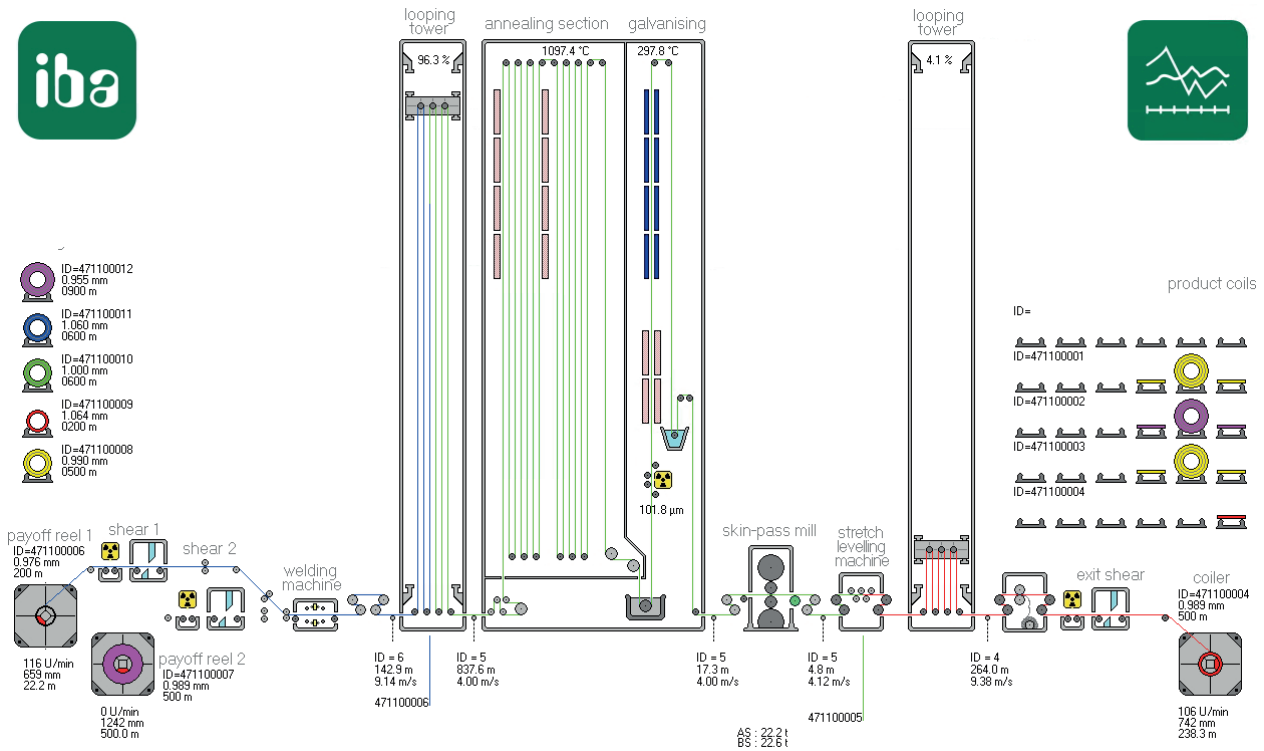 iba
looping
tower
annealing section
galvanising
looping
tower
96.3 %
1097.4 °C
297.8 °C
4.1 %
ID=471100012
0.955 mm
0900 m
ID=471100011
1.060 mm
0600 m
ID=471100010
1.000 mm
0600 m
ID=471100009
1.064 mm
0200 m
ID=471100008
0.990 mm
0500 m
product coils
ID=
ID=471100001
ID=471100002
ID=471100003
ID=471100004
101.8 µm
payoff reel 1
ID=471100006
0.976 mm
200 m
shear 1
shear 2
welding
machine
skin-pass mill
stretch
levelling
machine
exit shear
coiler
ID=471100004
0.989 mm
500 m
116 U/min
659 mm
22.2 m
payoff reel 2
ID=471100007
0.989 mm
500 m
0 U/min
1242 mm
500.0 m
ID = 6
142.9 m
9.14 m/s
471100006
ID = 5
837.6 m
4.00 m/s
ID = 5
17.3 m
4.00 m/s
ID = 5
4.8 m
4.12 m/s
471100005
ID = 4
264.0 m
9.38 m/s
106 U/min
742 mm
238.3 m
AS : 22.2 t
BS : 22.6 t